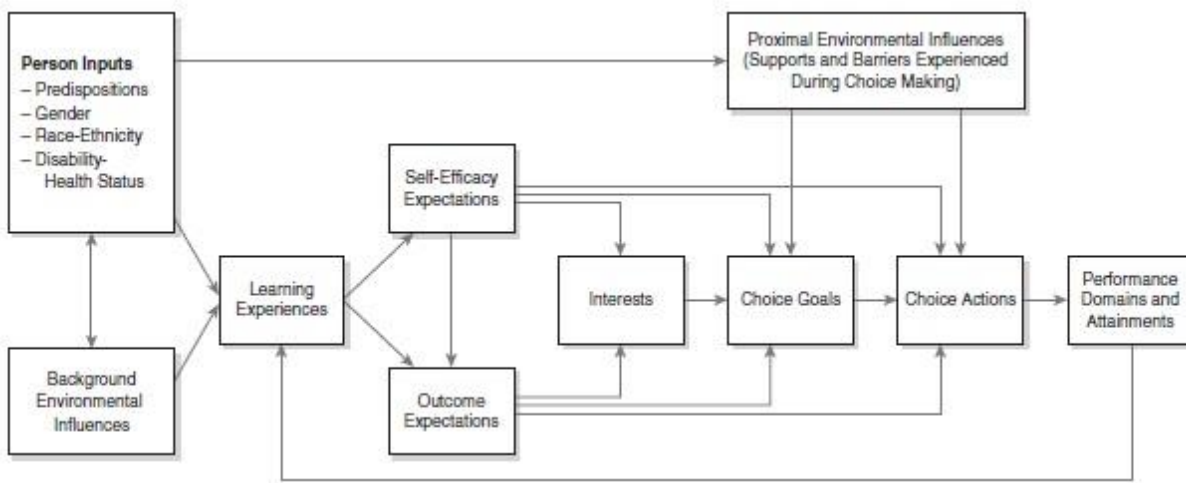 Person Inputs
– Predispositions
– Gender
– Race-Ethnicity
– Disability-
Health Status
Proximal Environmental Influences
(Supports and Barriers Experienced
During Choice Making)
Self-Efficacy
Expectations
Learning
Experiences
Interests
Choice Goals
Choice Actions
Performance
Domains and
Attainments
Background
Environmental
Influences
Outcome
Expectations